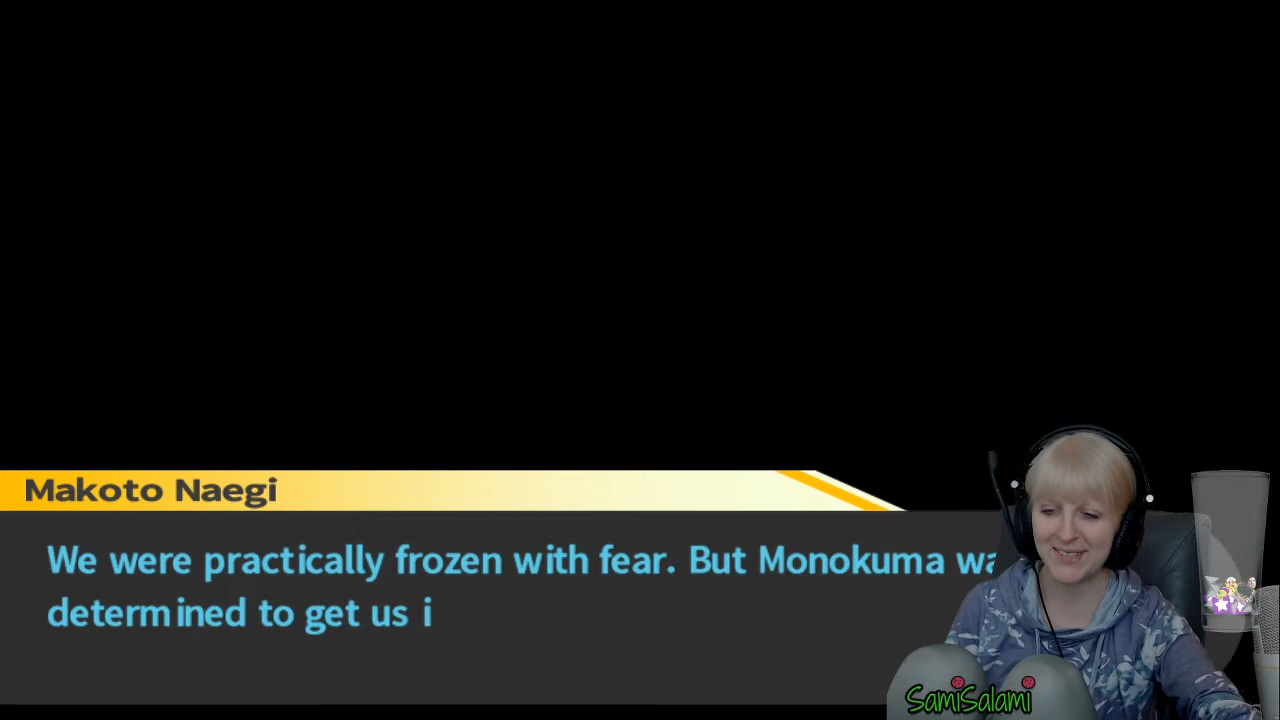 Makoto Naegi
We were practically frozen with fear. But Monokuma wa
determined to get us i
SamiSalami